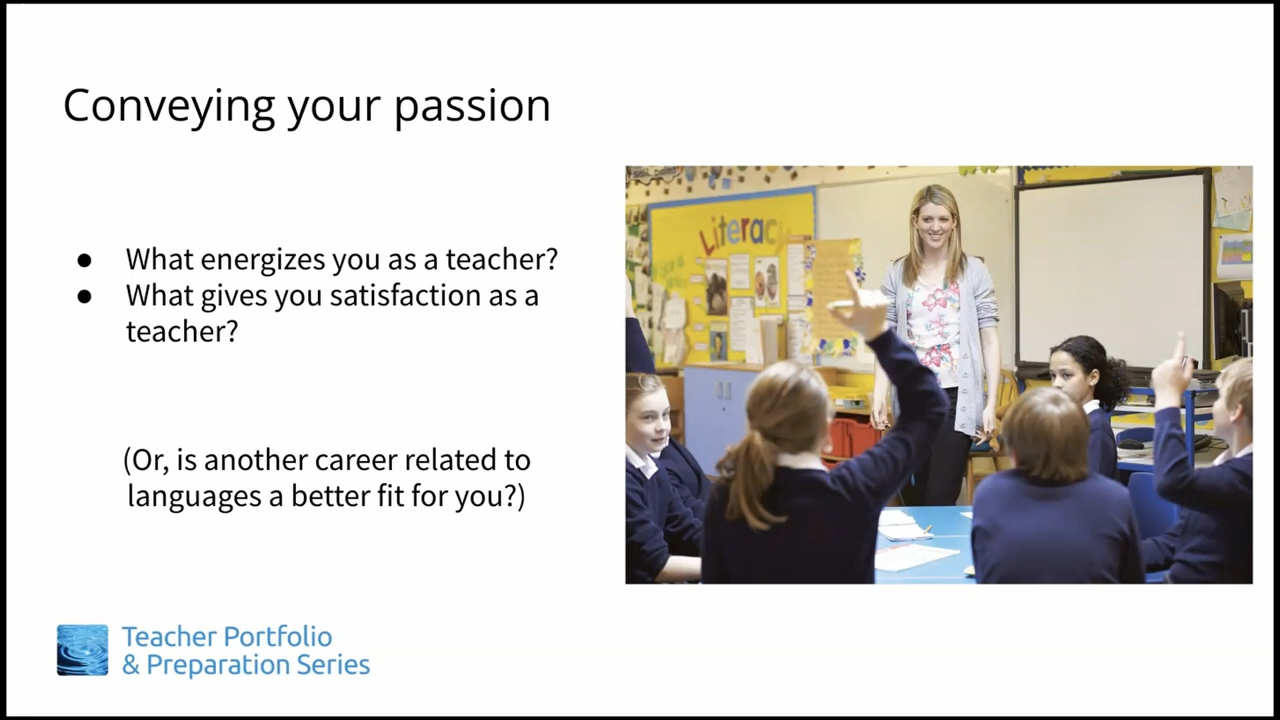 Conveying your passion
● What energizes you as a teacher?
● What gives you satisfaction as a
teacher?
(Or, is another career related to
languages a better fit for you?)
Literacy
Teacher Portfolio
& Preparation Series